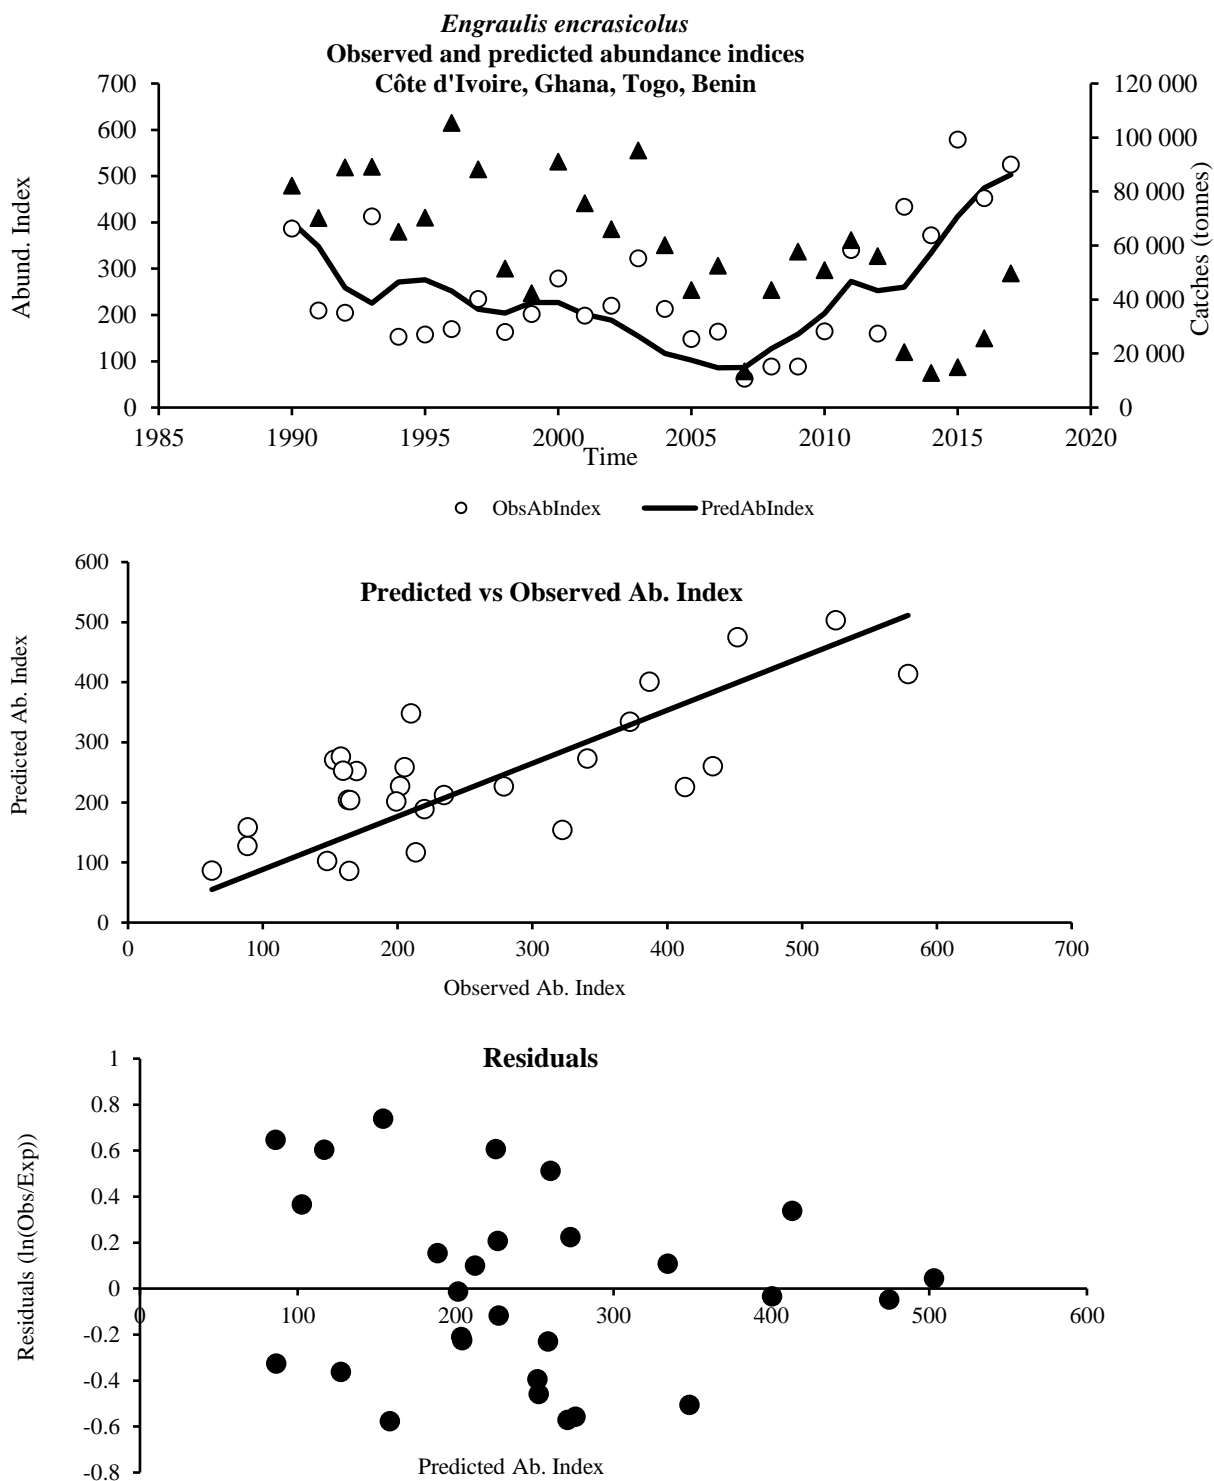 Engraulis encrasicolus
Observed and predicted abundance indices
Côte d'Ivoire, Ghana, Togo, Benin
700
600
500
400
300
200
100
0
Abund. Index
120 000
100 000
80 000
60 000
40 000
20 000
0
Catches (tonnes)
1985 1990 1995 2000 2005 2010 2015 2020
Time
ObsAbIndex PredAbIndex
Predicted vs Observed Ab. Index
600
500
400
300
200
100
0
Predicted Ab. Index
0 100 200 300 400 500 600 700
Observed Ab. Index
Residuals
1
0.8
0.6
0.4
0.2
0
-0.2
-0.4
-0.6
-0.8
Residuals (ln(Obs/Exp))
0 100 200 300 400 500 600
Predicted Ab. Index